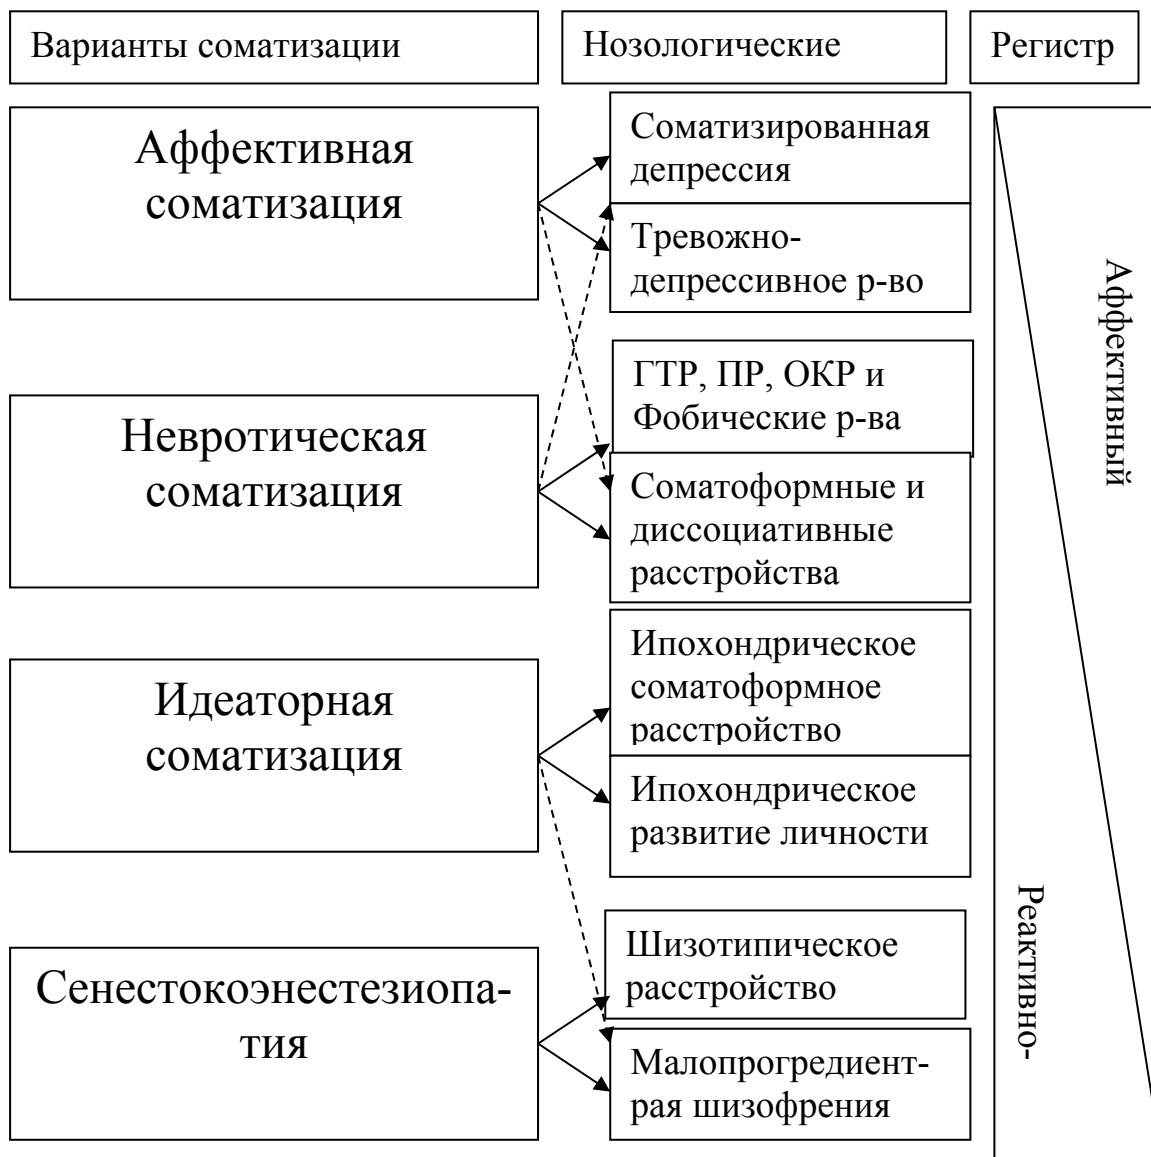 Варианты соматизации
Нозологические
Регистр
Аффективная
соматизация
Соматизированная
депрессия
Тревожно-
депрессивное р-во
Невротическая
соматизация
ГТР, ПР, ОКР и
Фобические р-ва
Соматоформные и
диссоциативные
расстройства
Идеаторная
соматизация
Ипохондрическое
соматоформное
расстройство
Ипохондрическое
развитие личности
Сенестокоэнестезиопа-
тия
Шизотипическое
расстройство
Малопрогредиент-
рая шизофрения
Аффективный
Реактивно-